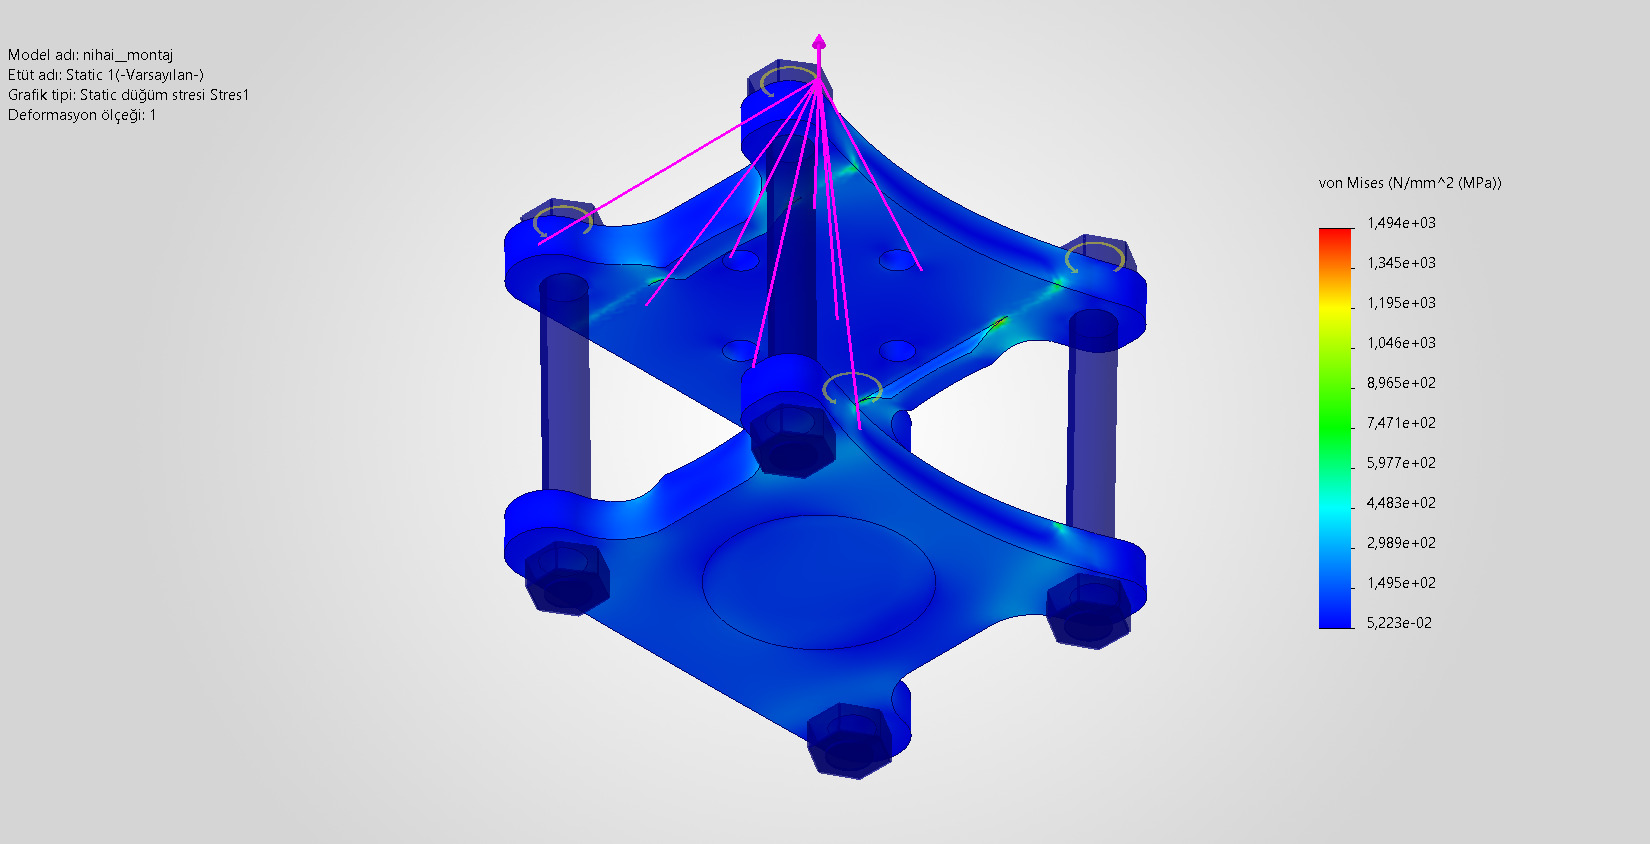 Model adı: nihai__montaj
Etüt adı: Static 1(-Varsayılan-)
Grafik tipi: Static düğüm stresi Stres1
Deformasyon ölçeği: 1
von Mises (N/mm^2 (MPa))
1,494e+03
1,345e+03
1,195e+03
1,046e+03
8,965e+02
7,471e+02
5,977e+02
4,483e+02
2,989e+02
1,495e+02
5,223e-02